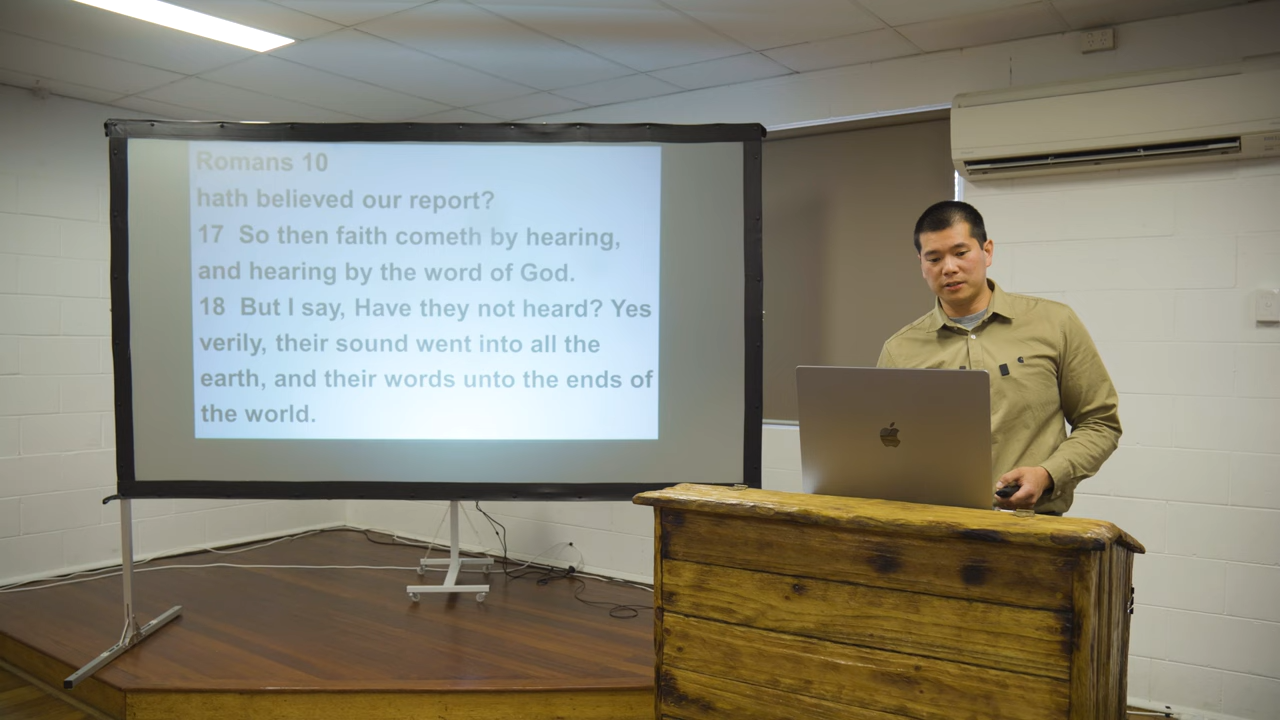 Romans 10
hath believed our report?
17 So then faith cometh by hearing,
and hearing by the word of God.
18 But I say, Have they not heard? Yes
verily, their sound went into all the
earth, and their words unto the ends of
the world.